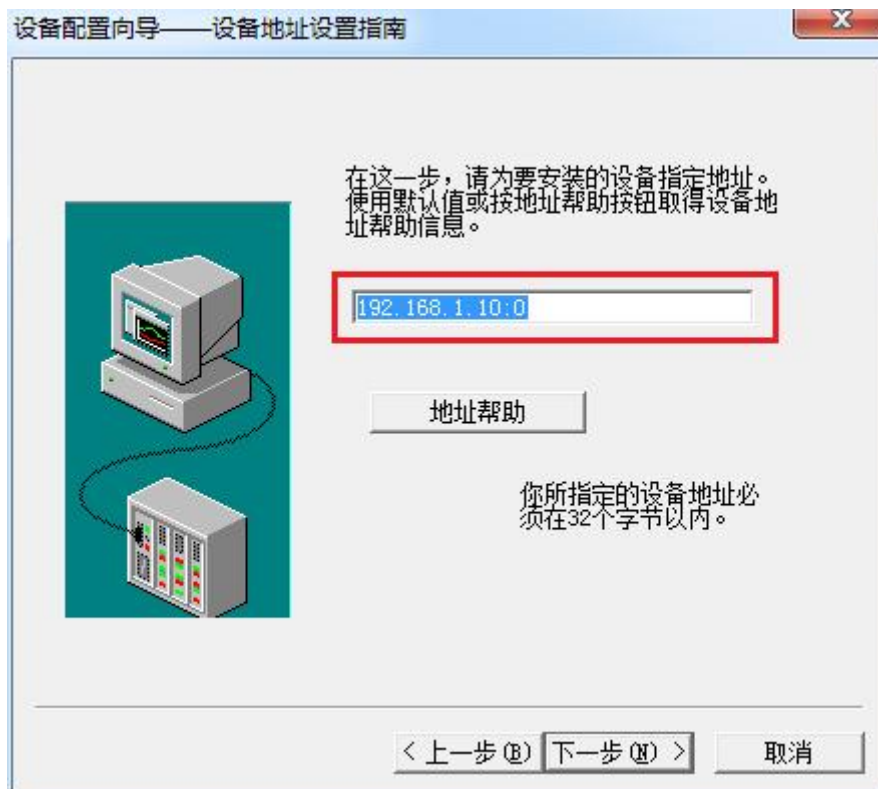 设备配置向导——设备地址设置指南
在这一步，请为要安装的设备指定地址。
使用默认值或按地址帮助按钮取得设备地
址帮助信息。
192.168.1.10:0
地址帮助
你所指定的设备地址必
须在32个字节以内。
<上一步(B) 下一步(N)> 取消